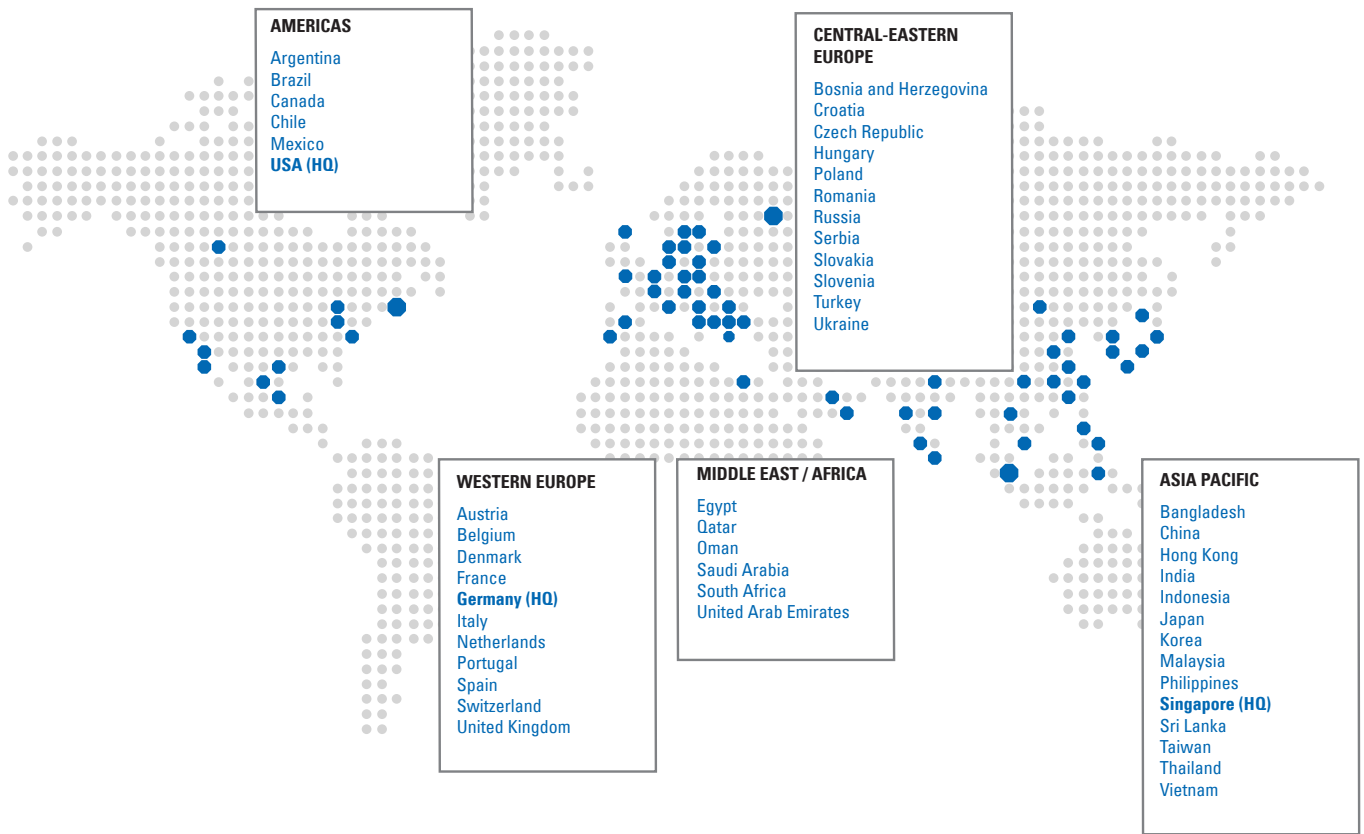 AMERICAS
Argentina
Brazil
Canada
Chile
Mexico
USA (HQ)
CENTRAL-EASTERN
EUROPE
Bosnia and Herzegovina
Croatia
Czech Republic
Hungary
Poland
Romania
Russia
Serbia
Slovakia
Slovenia
Turkey
Ukraine
WESTERN EUROPE
Austria
Belgium
Denmark
France
Germany (HQ)
Italy
Netherlands
Portugal
Spain
Switzerland
United Kingdom
MIDDLE EAST / AFRICA
Egypt
Qatar
Oman
Saudi Arabia
South Africa
United Arab Emirates
ASIA PACIFIC
Bangladesh
China
Hong Kong
India
Indonesia
Japan
Korea
Malaysia
Philippines
Singapore (HQ)
Sri Lanka
Taiwan
Thailand
Vietnam